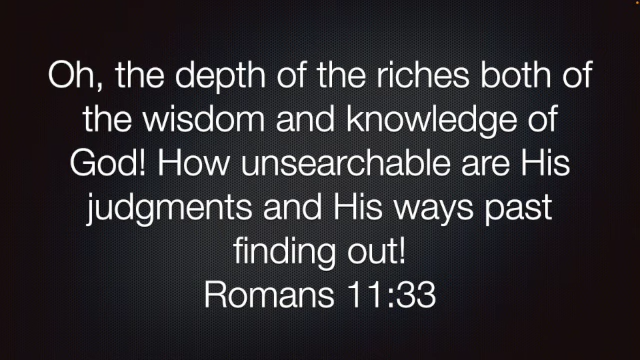 Oh, the depth of the riches both of
the wisdom and knowledge of
God! How unsearchable are His
judgments and His ways past
finding out!
Romans 11:33